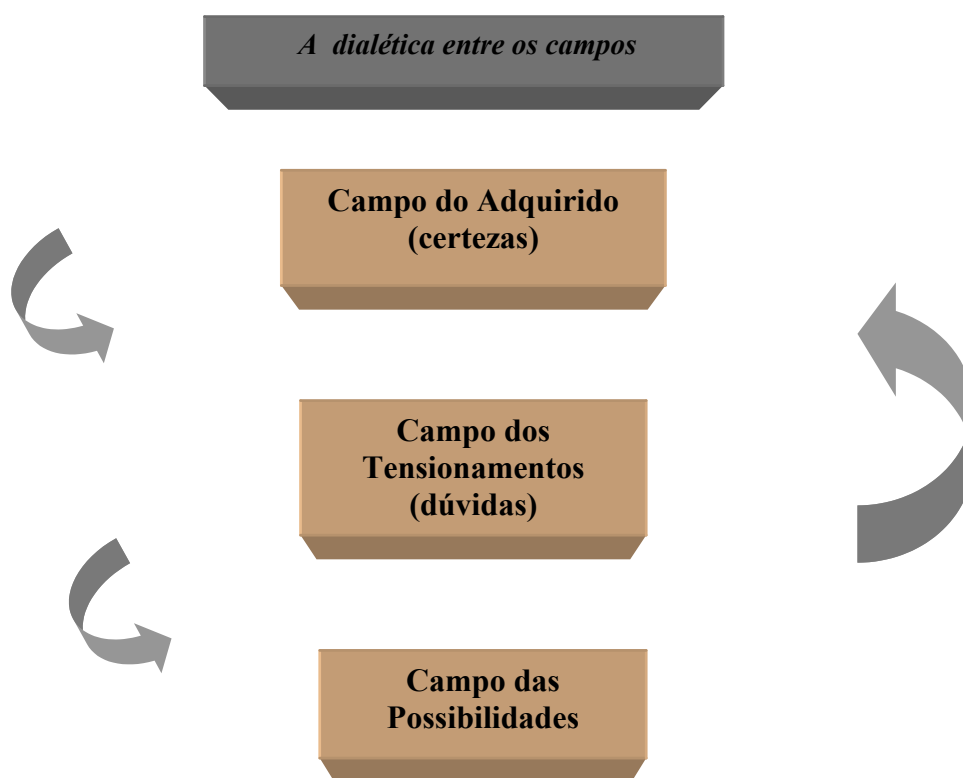 A dialética entre os campos
Campo do Adquirido
(certezas)
Campo dos
Tensionamentos
(dúvidas)
Campo das
Possibilidades